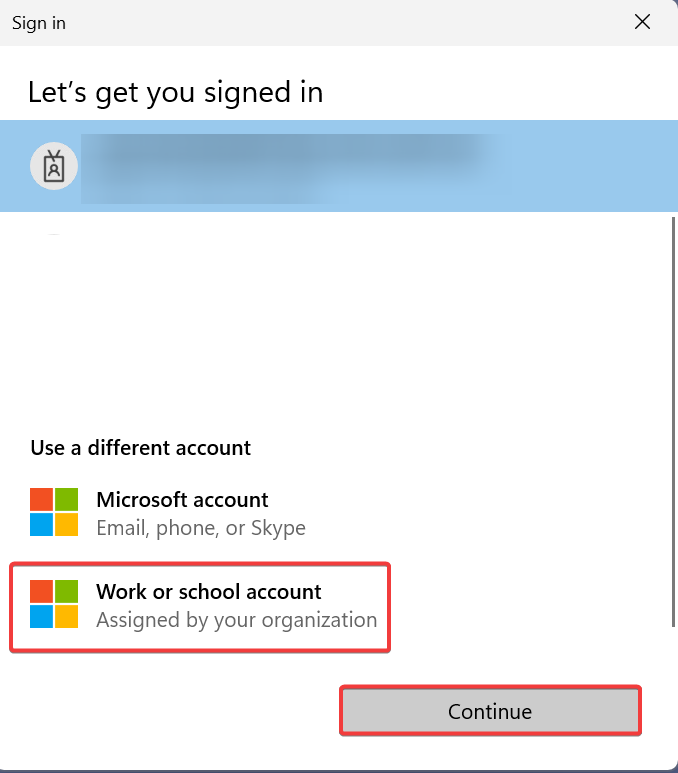 Sign in
Let's get you signed in
Use a different account
Microsoft account
Email, phone, or Skype
Work or school account
Assigned by your organization
Continue